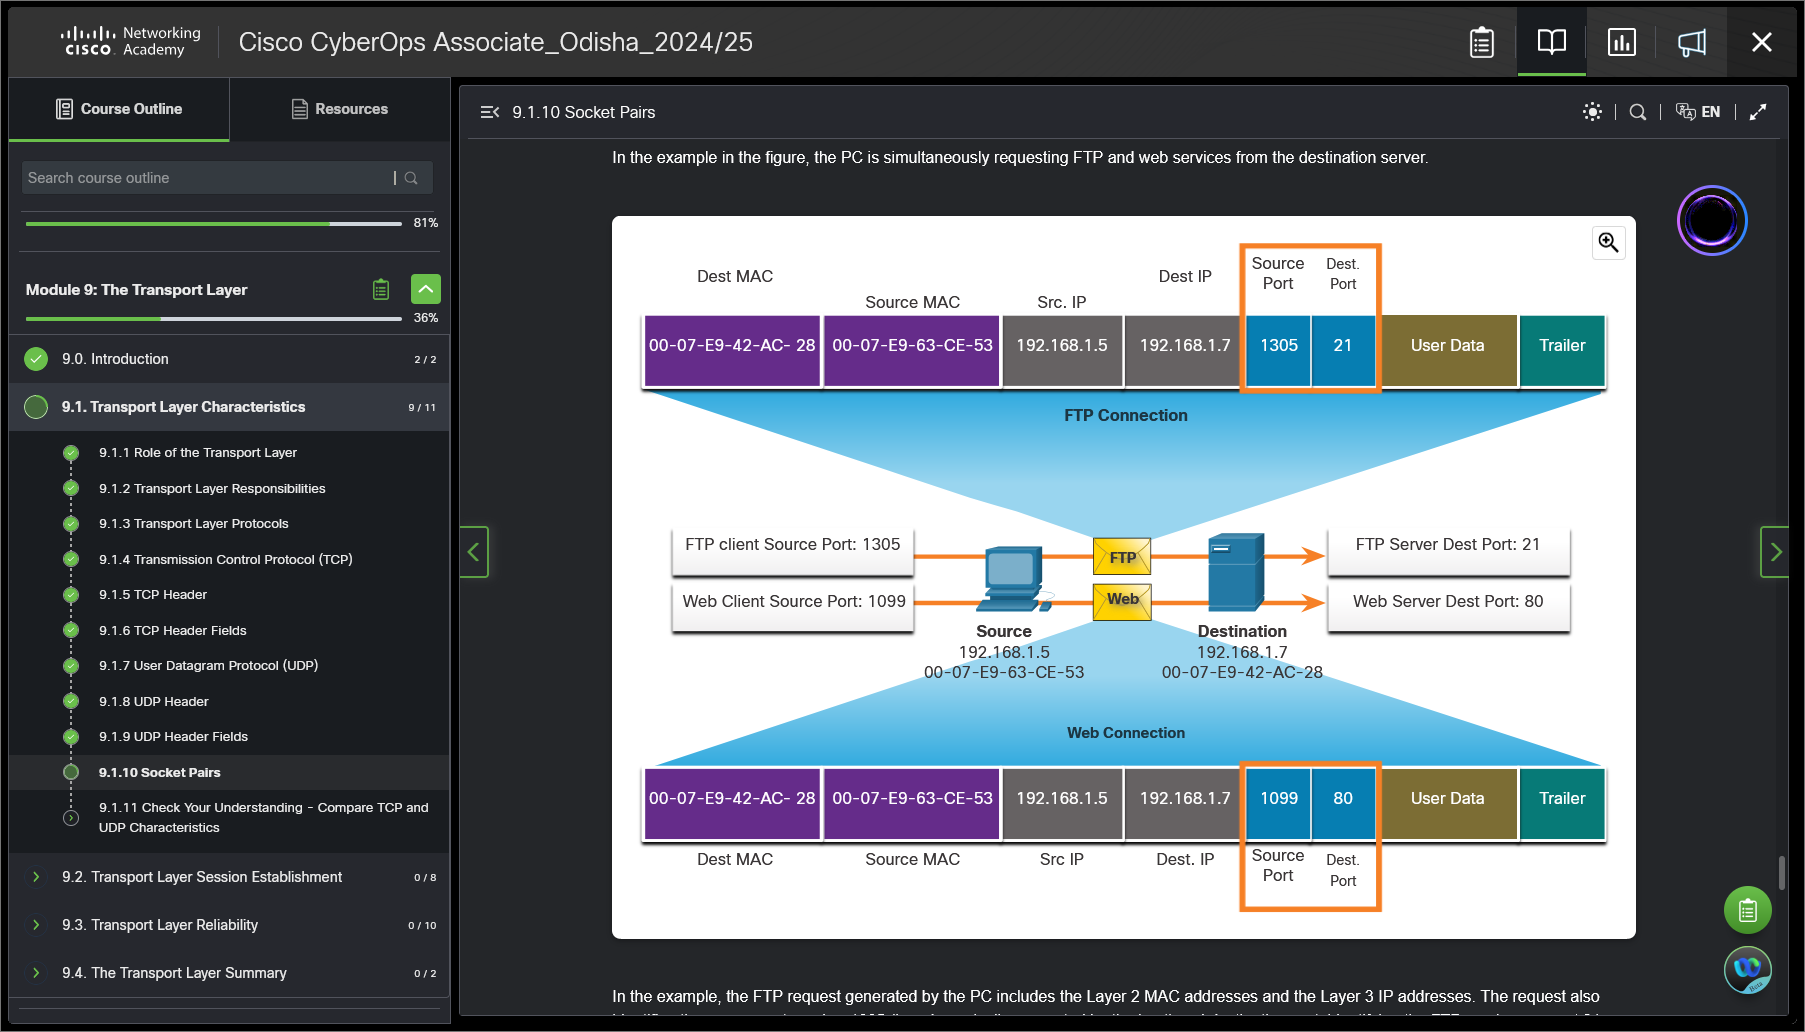 Networking
CISCO Academy
Cisco CyberOps Associate_Odisha_2024/25
Course Outline
Resources
Search course outline
81%
Module 9: The Transport Layer
36%
9.0. Introduction 2 / 2
9.1. Transport Layer Characteristics 9 / 11
9.1.1 Role of the Transport Layer
9.1.2 Transport Layer Responsibilities
9.1.3 Transport Layer Protocols
9.1.4 Transmission Control Protocol (TCP)
9.1.5 TCP Header
9.1.6 TCP Header Fields
9.1.7 User Datagram Protocol (UDP)
9.1.8 UDP Header
9.1.9 UDP Header Fields
9.1.10 Socket Pairs
9.1.11 Check Your Understanding - Compare TCP and
UDP Characteristics
9.2. Transport Layer Session Establishment 0 / 8
9.3. Transport Layer Reliability 0 / 10
9.4. The Transport Layer Summary 0 / 2
9.1.10 Socket Pairs
EN
In the example in the figure, the PC is simultaneously requesting FTP and web services from the destination server.
Dest MAC
Source MAC
Src. IP
Dest IP
Source
Port
Dest.
Port
00-07-E9-42-AC- 28 00-07-E9-63-CE-53 192.168.1.5 192.168.1.7 1305 21 User Data Trailer
FTP Connection
FTP client Source Port: 1305
FTP
FTP Server Dest Port: 21
Web Client Source Port: 1099
Web
Web Server Dest Port: 80
Source
192.168.1.5
00-07-E9-63-CE-53
Destination
192.168.1.7
00-07-E9-42-AC-28
Web Connection
00-07-E9-42-AC- 28 00-07-E9-63-CE-53 192.168.1.5 192.168.1.7 1099 80 User Data Trailer
Dest MAC
Source MAC
Src IP
Dest. IP
Source
Port
Dest.
Port
Beta
In the example, the FTP request generated by the PC includes the Layer 2 MAC addresses and the Layer 3 IP addresses. The request also